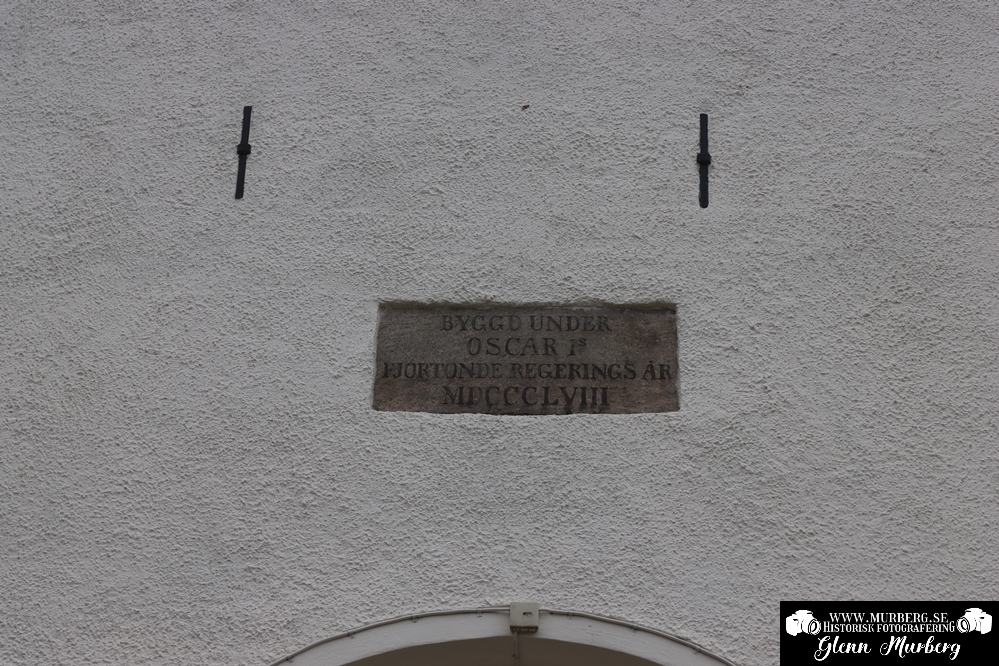 BYGGD UNDER
OSCAR Is
FJORTONDE REGERINGS ÅR
MDCCCLVIII
WWW.MURBERG.SE
HISTORISK FOTOGRAFERING
Glenn Murberg